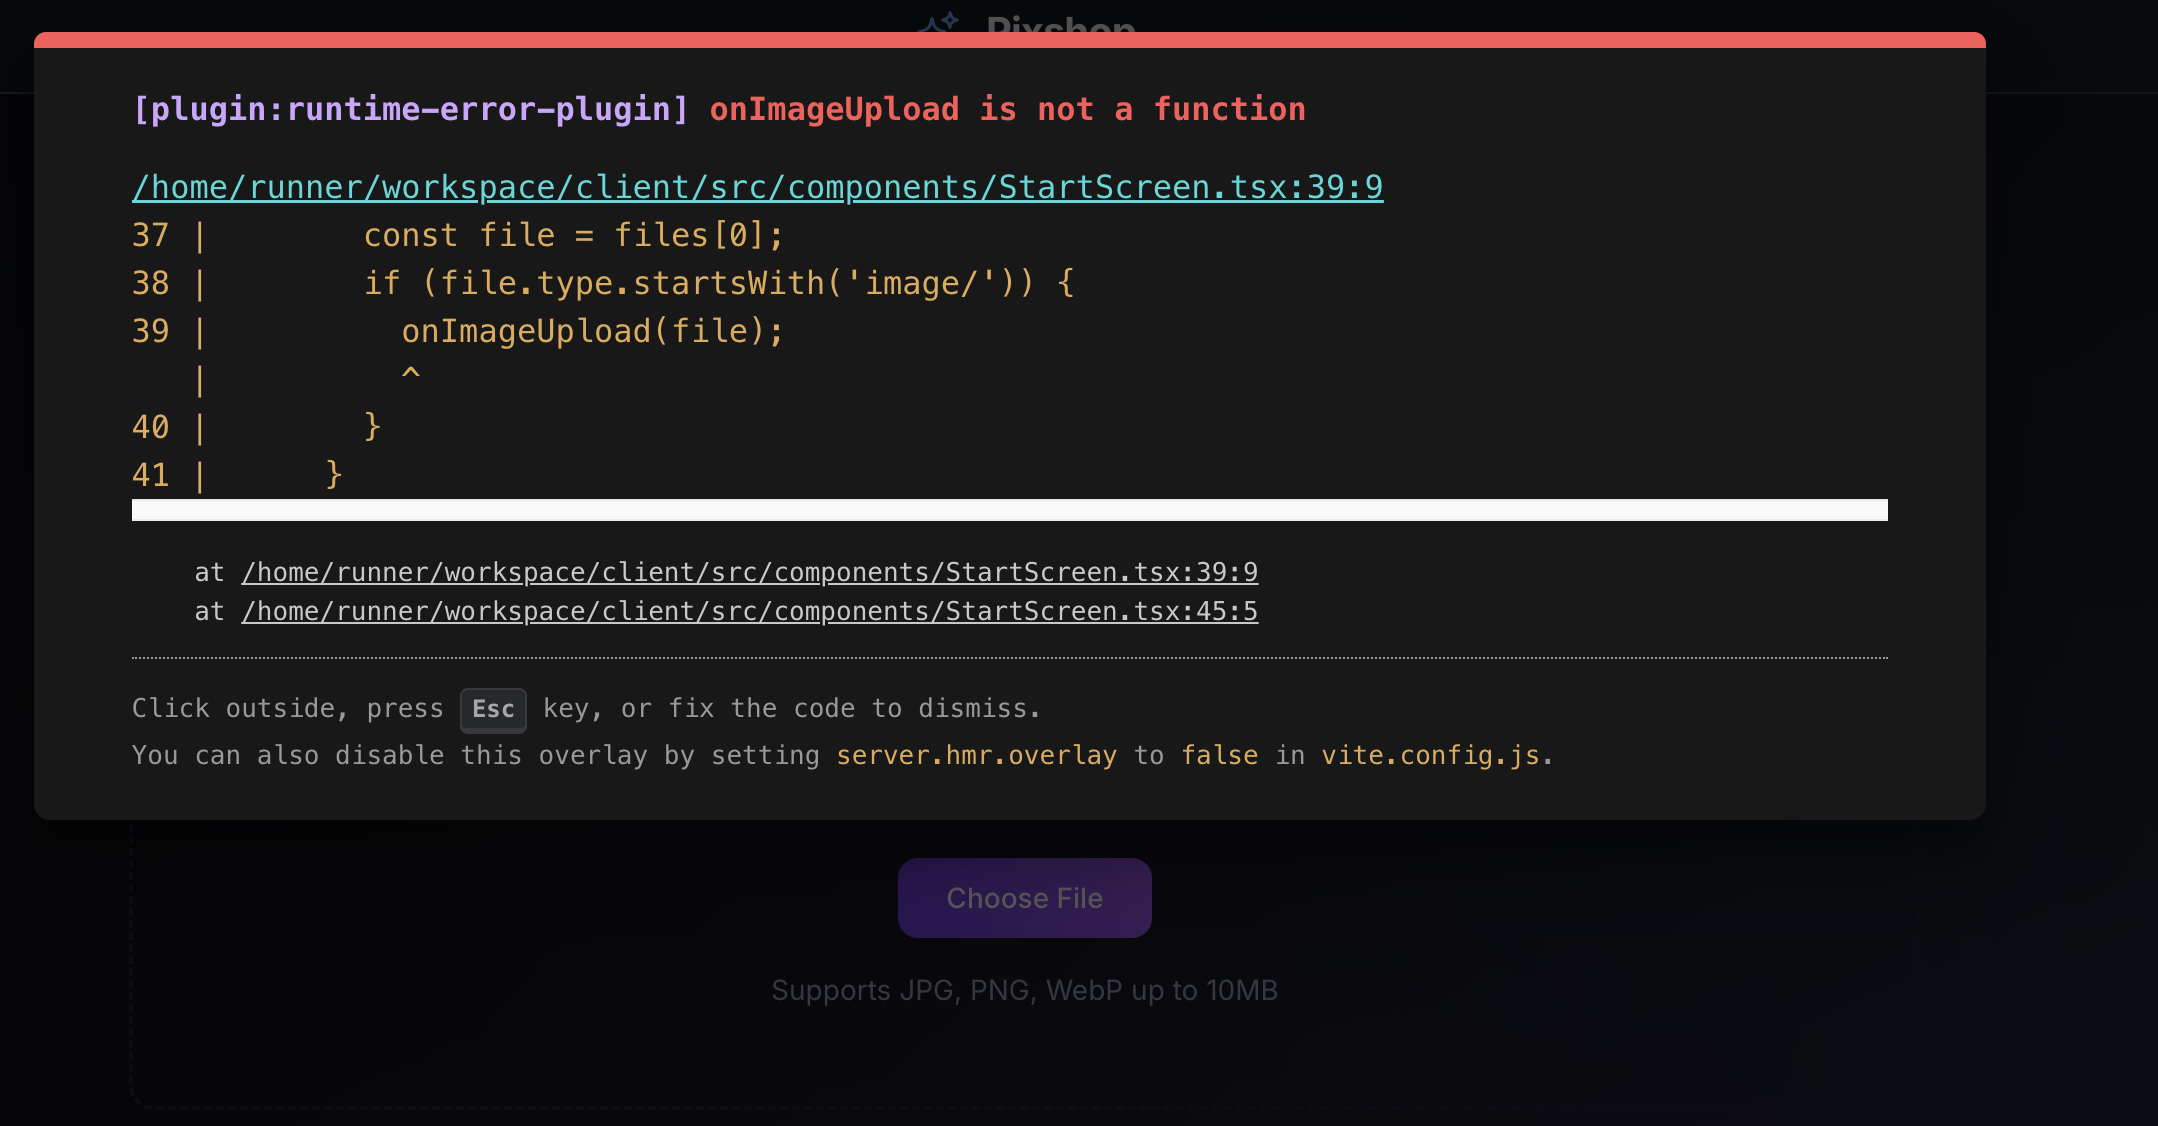 Pixshop
[plugin:runtime-error-plugin] onImageUpload is not a function
/home/runner/workspace/client/src/components/StartScreen.tsx:39:9
37 |        const file = files[0];
38 |        if (file.type.startsWith('image/')) {
39 |          onImageUpload(file);
   |          ^
40 |        }
41 |      }
at /home/runner/workspace/client/src/components/StartScreen.tsx:39:9
at /home/runner/workspace/client/src/components/StartScreen.tsx:45:5
Click outside, press Esc key, or fix the code to dismiss.
You can also disable this overlay by setting server.hmr.overlay to false in vite.config.js.
Choose File
Supports JPG, PNG, WebP up to 10MB